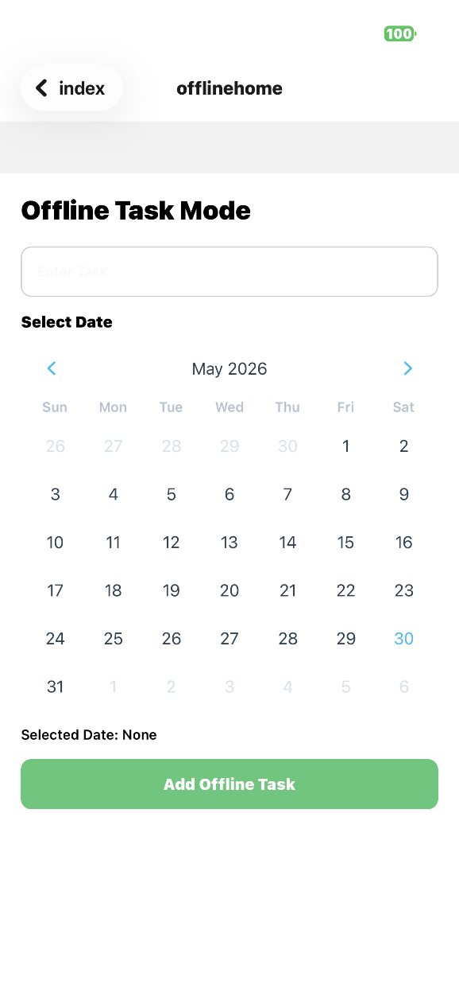 100
index offlinehome
Offline Task Mode
Enter Task
Select Date
May 2026
Sun Mon Tue Wed Thu Fri Sat
26 27 28 29 30 1 2
3 4 5 6 7 8 9
10 11 12 13 14 15 16
17 18 19 20 21 22 23
24 25 26 27 28 29 30
31 1 2 3 4 5 6
Selected Date: None
Add Offline Task